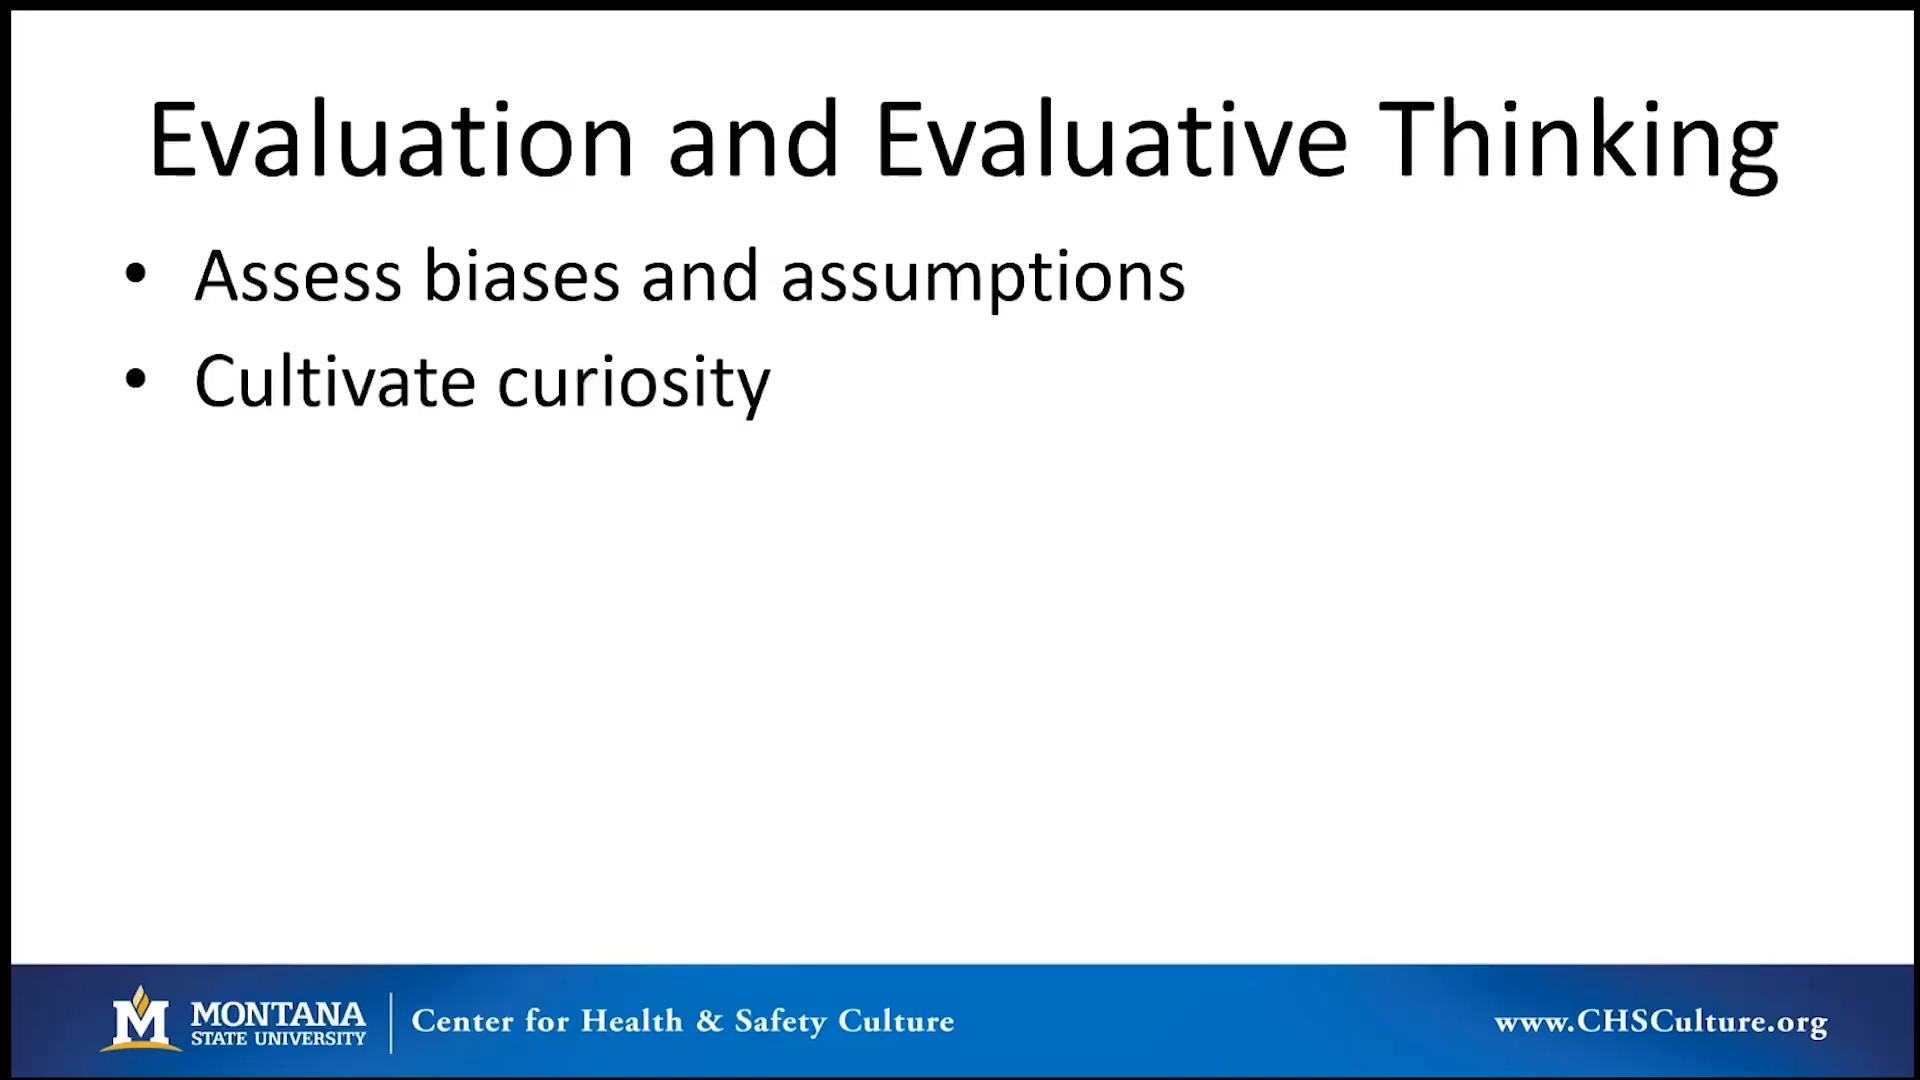 Evaluation and Evaluative Thinking
• Assess biases and assumptions
• Cultivate curiosity
M MONTANA
STATE UNIVERSITY
Center for Health & Safety Culture
www.CHSCulture.org